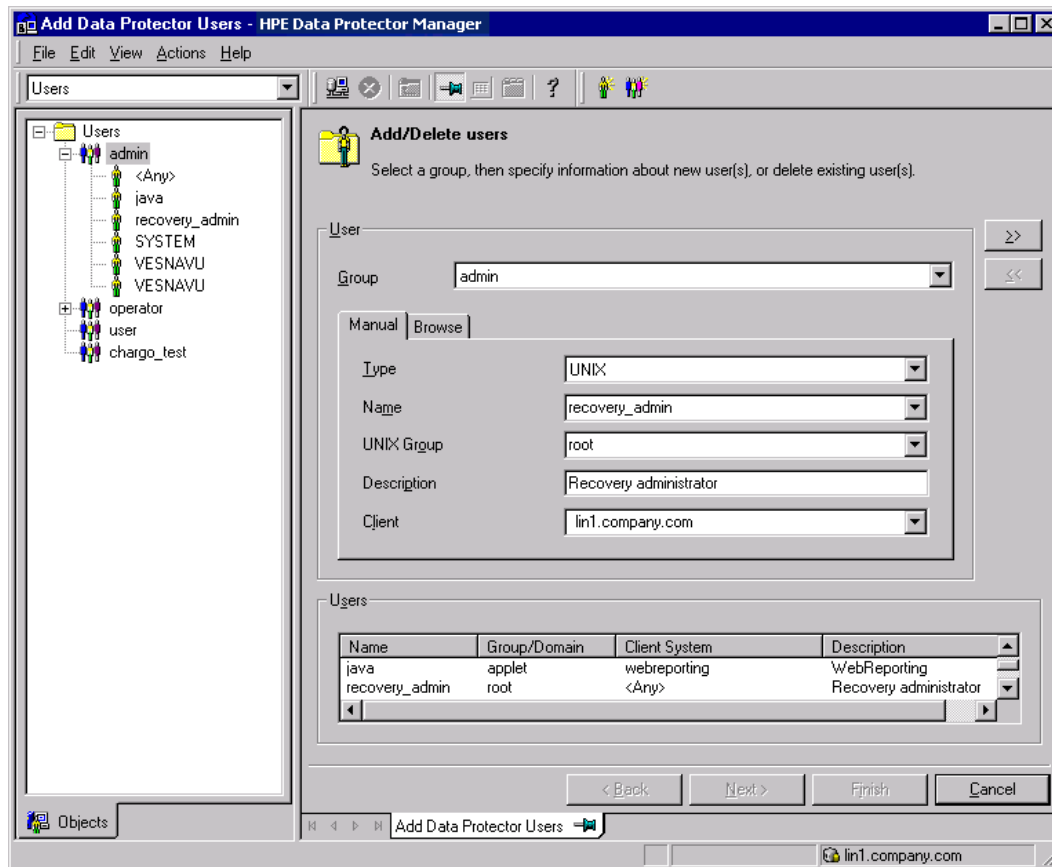 Add Data Protector Users - HPE Data Protector Manager
File Edit View Actions Help
Users
?
Users
admin
<Any>
java
recovery_admin
SYSTEM
VESNAVU
VESNAVU
operator
user
chargo_test
Objects
Add/Delete users
Select a group, then specify information about new user(s), or delete existing user(s).
User
>>
<<
Group admin
Manual Browse
Type UNIX
Name recovery_admin
UNIX Group root
Description Recovery administrator
Client lin1.company.com
Users
Name Group/Domain Client System Description
java applet webreporting WebReporting
recovery_admin root <Any> Recovery administrator
< Back Next > Finish Cancel
Add Data Protector Users
lin1.company.com